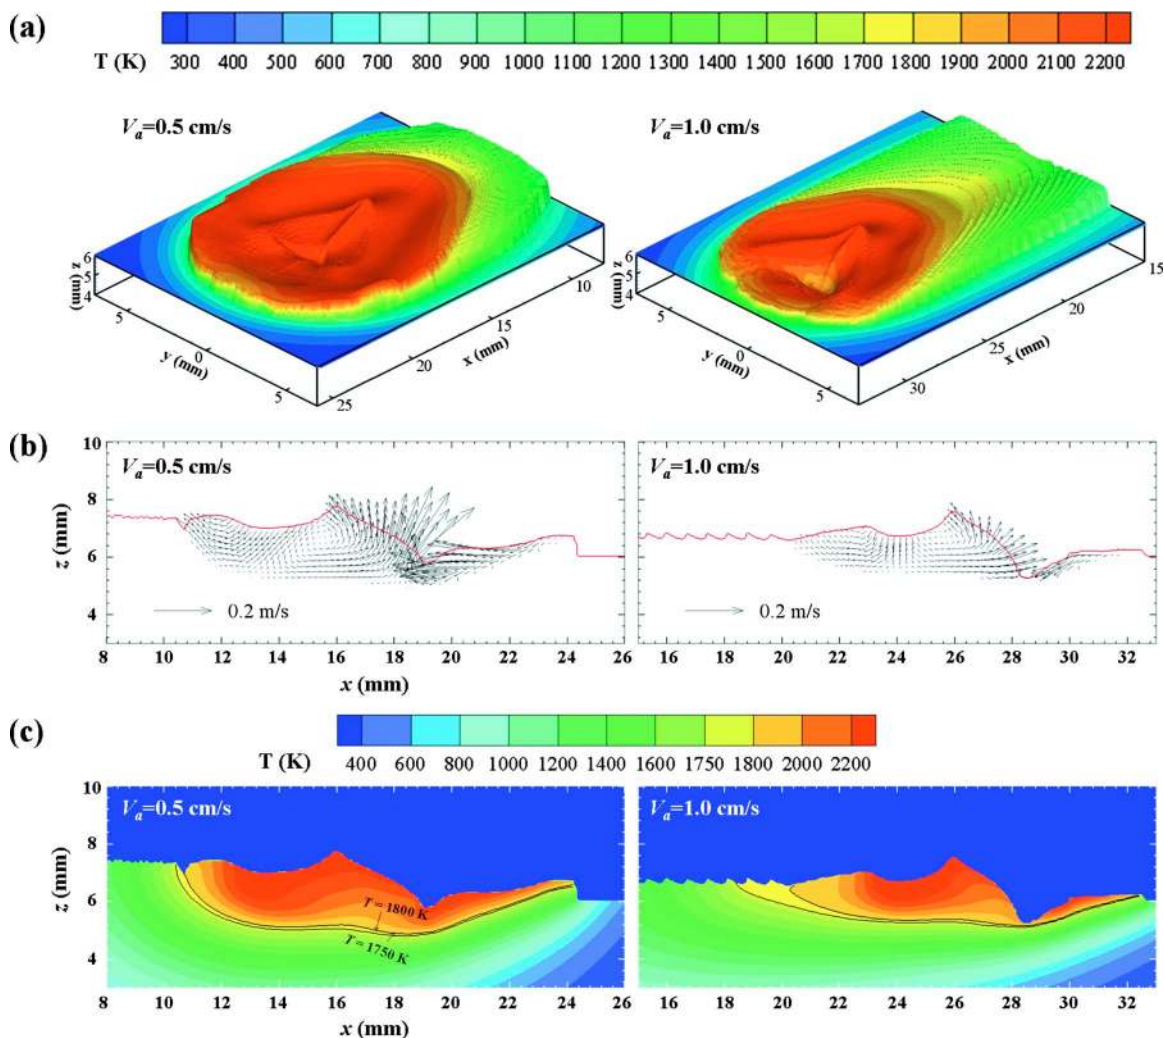 (a)
T (K) 300 400 500 600 700 800 900 1000 1100 1200 1300 1400 1500 1600 1700 1800 1900 2000 2100 2200
Va=0.5 cm/s
Va=1.0 cm/s
6 5 4
z (mm)
5 0 5
y (mm)
25 20 15 10
x (mm)
6 5 4
z (mm)
5 0 5
y (mm)
30 25 20 15
x (mm)
(b)
Va=0.5 cm/s
Va=1.0 cm/s
10
8
6
4
z (mm)
0.2 m/s
0.2 m/s
8 10 12 14 16 18 20 22 24 26
16 18 20 22 24 26 28 30 32
x (mm)
(c)
T (K) 400 600 800 1000 1200 1400 1600 1750 1800 2000 2200
Va=0.5 cm/s
Va=1.0 cm/s
10
8
6
4
z (mm)
T = 1800 K
T = 1750 K
8 10 12 14 16 18 20 22 24 26
16 18 20 22 24 26 28 30 32
x (mm)